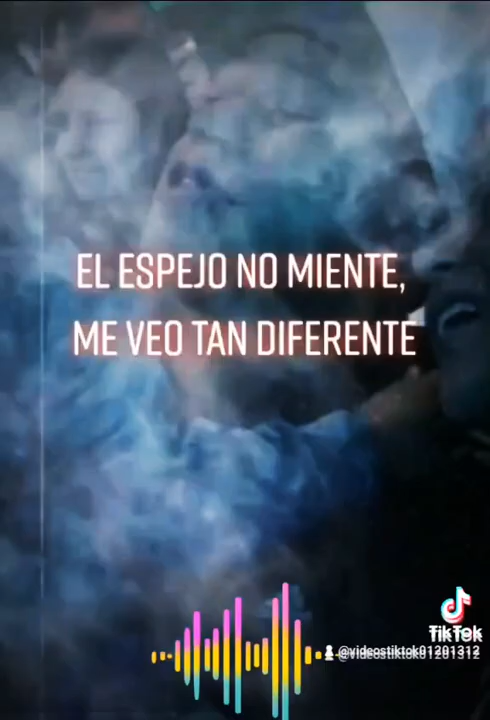 EL ESPEJO NO MIENTE,
ME VEO TAN DIFERENTE
TikTok
@videostiktok01201312